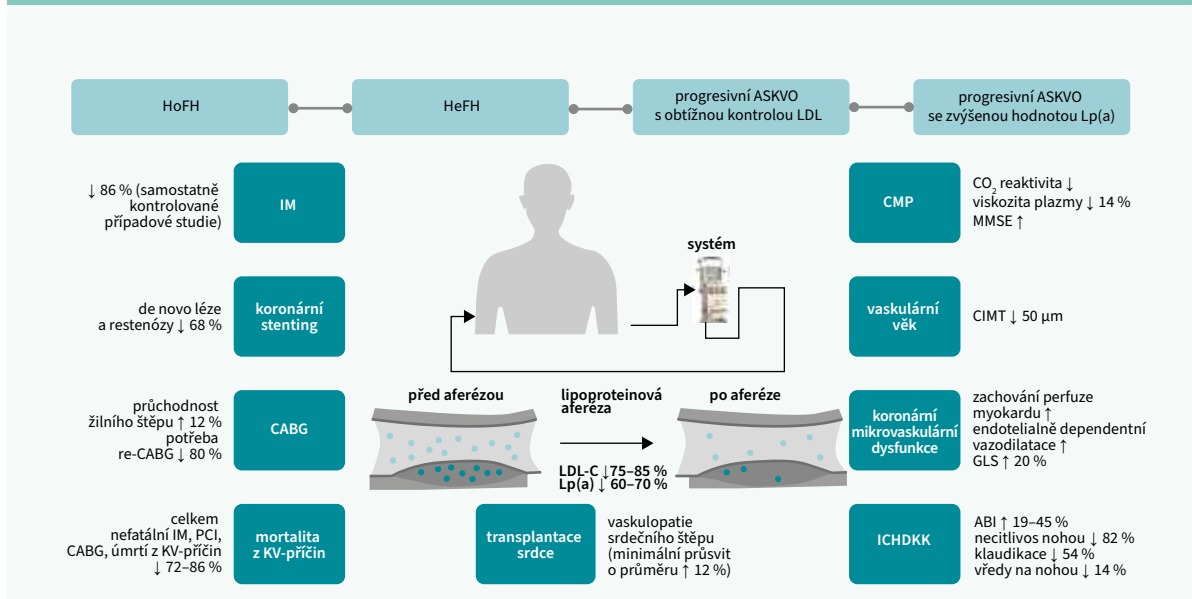 HoFH
HeFH
progresivní ASKVO
s obtížnou kontrolou LDL
progresivní ASKVO
se zvýšenou hodnotou Lp(a)
↓ 86 % (samostatně
kontrolované
případové studie)
IM
de novo léze
a restenózy ↓ 68 %
koronární
stenting
průchodnost
žilního štěpu ↑ 12 %
potřeba
re-CABG ↓ 80 %
CABG
celkem
nefatální IM, PCI,
CABG, úmrtí z KV-příčin
↓ 72–86 %
mortalita
z KV-příčin
systém
před aferézou
lipoproteinová
aferéza
po aferéze
LDL-C ↓75–85 %
Lp(a) ↓ 60–70 %
transplantace
srdce
vaskulopatie
srdečního štěpu
(minimální průsvit
o průměru ↑ 12 %)
CMP
CO₂ reaktivita ↓
viskozita plazmy ↓ 14 %
MMSE ↑
vaskulární
věk
CIMT ↓ 50 μm
koronární
mikrovaskulární
dysfunkce
zachování perfuze
myokardu ↑
endotelialně dependentní
vazodilatace ↑
GLS ↑ 20 %
ICHDKK
ABI ↑ 19–45 %
necitlivos nohou ↓ 82 %
klaudikace ↓ 54 %
vředy na nohou ↓ 14 %